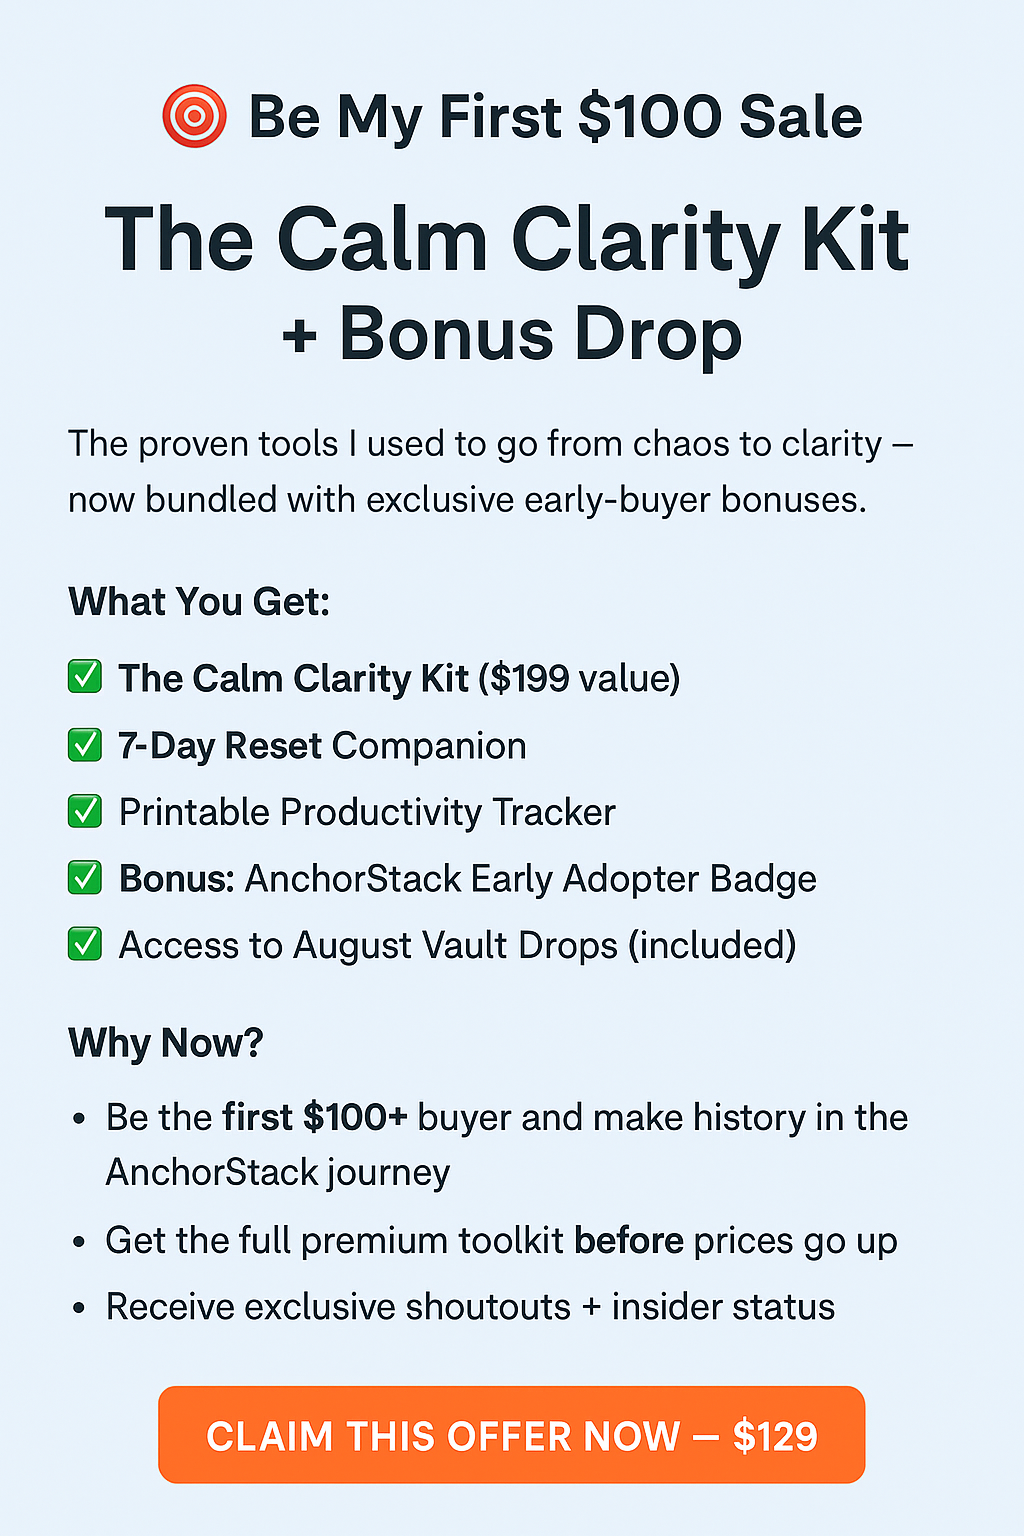 🎯 Be My First $100 Sale
The Calm Clarity Kit
+ Bonus Drop
The proven tools I used to go from chaos to clarity –
now bundled with exclusive early-buyer bonuses.
What You Get:
✅ The Calm Clarity Kit ($199 value)
✅ 7-Day Reset Companion
✅ Printable Productivity Tracker
✅ Bonus: AnchorStack Early Adopter Badge
✅ Access to August Vault Drops (included)
Why Now?
• Be the first $100+ buyer and make history in the
AnchorStack journey
• Get the full premium toolkit before prices go up
• Receive exclusive shoutouts + insider status
CLAIM THIS OFFER NOW – $129